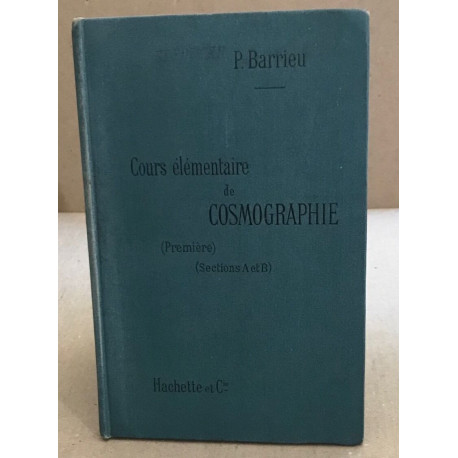 P. Barrieu
Cours élémentaire
de
COSMOGRAPHIE
(Première)
(Sections A et B)
Hachette et Cie